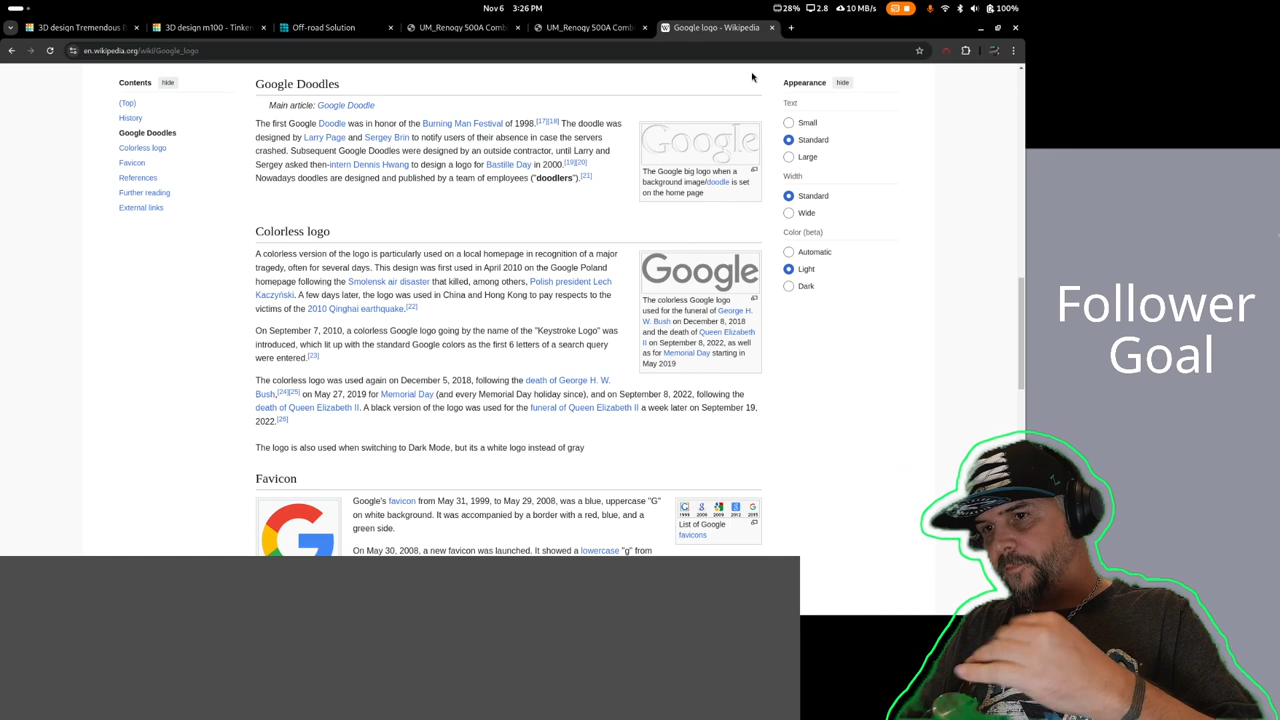 Nov 6 3:26 PM
28% 2.8 10 MB/s 100%
3D design Tremendous B
3D design m100 - Tinker
Off-road Solution
UM_Renogy 500A Comb
UM_Renogy 500A Comb
Google logo - Wikipedia
en.wikipedia.org/wiki/Google_logo
Contents hide
(Top)
History
Google Doodles
Colorless logo
Favicon
References
Further reading
External links
Google Doodles
Main article: Google Doodle
The first Google Doodle was in honor of the Burning Man Festival of 1998.[17][18] The doodle was
designed by Larry Page and Sergey Brin to notify users of their absence in case the servers
crashed. Subsequent Google Doodles were designed by an outside contractor, until Larry and
Sergey asked then-intern Dennis Hwang to design a logo for Bastille Day in 2000.[19][20]
Nowadays doodles are designed and published by a team of employees ("doodlers").[21]
Google
The Google big logo when a
background image/doodle is set
on the home page
Colorless logo
A colorless version of the logo is particularly used on a local homepage in recognition of a major
tragedy, often for several days. This design was first used in April 2010 on the Google Poland
homepage following the Smolensk air disaster that killed, among others, Polish president Lech
Kaczyński. A few days later, the logo was used in China and Hong Kong to pay respects to the
victims of the 2010 Qinghai earthquake.[22]
On September 7, 2010, a colorless Google logo going by the name of the "Keystroke Logo" was
introduced, which lit up with the standard Google colors as the first 6 letters of a search query
were entered.[23]
The colorless logo was used again on December 5, 2018, following the death of George H. W.
Bush,[24][25] on May 27, 2019 for Memorial Day (and every Memorial Day holiday since), and on September 8, 2022, following the
death of Queen Elizabeth II. A black version of the logo was used for the funeral of Queen Elizabeth II a week later on September 19,
2022.[26]
The logo is also used when switching to Dark Mode, but its a white logo instead of gray
Google
The colorless Google logo
used for the funeral of George H.
W. Bush on December 8, 2018
and the death of Queen Elizabeth
II on September 8, 2022, as well
as for Memorial Day starting in
May 2019
Favicon
Google's favicon from May 31, 1999, to May 29, 2008, was a blue, uppercase "G"
on white background. It was accompanied by a border with a red, blue, and a
green side.
On May 30, 2008, a new favicon was launched. It showed a lowercase "g" from
G
1999 2008 2009 2012 2015
List of Google
favicons
Appearance hide
Text
Small
Standard
Large
Width
Standard
Wide
Color (beta)
Automatic
Light
Dark
Follower
Goal